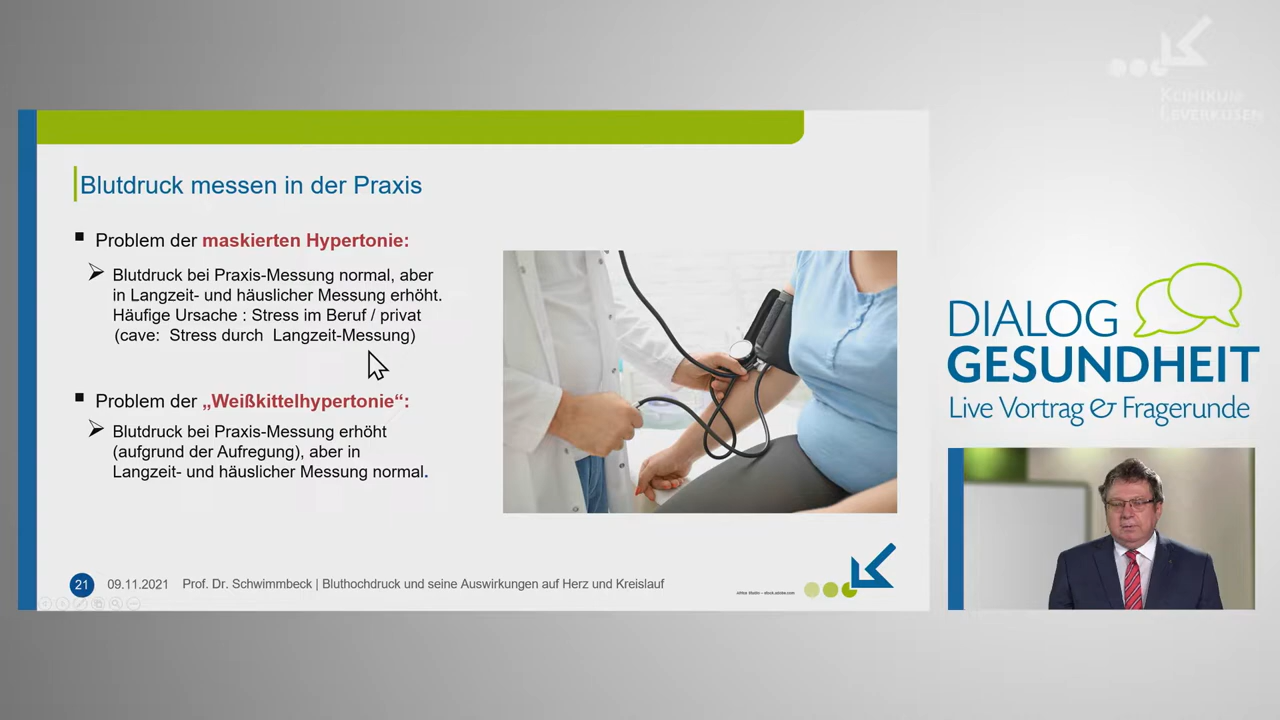 KLINIKUM
LEVERKUSEN
Blutdruck messen in der Praxis
Problem der maskierten Hypertonie:
Blutdruck bei Praxis-Messung normal, aber
in Langzeit- und häuslicher Messung erhöht.
Häufige Ursache : Stress im Beruf / privat
(cave: Stress durch Langzeit-Messung)
Problem der „Weißkittelhypertonie“:
Blutdruck bei Praxis-Messung erhöht
(aufgrund der Aufregung), aber in
Langzeit- und häuslicher Messung normal.
21 09.11.2021 Prof. Dr. Schwimmbeck | Bluthochdruck und seine Auswirkungen auf Herz und Kreislauf
DIALOG
GESUNDHEIT
Live Vortrag & Fragerunde